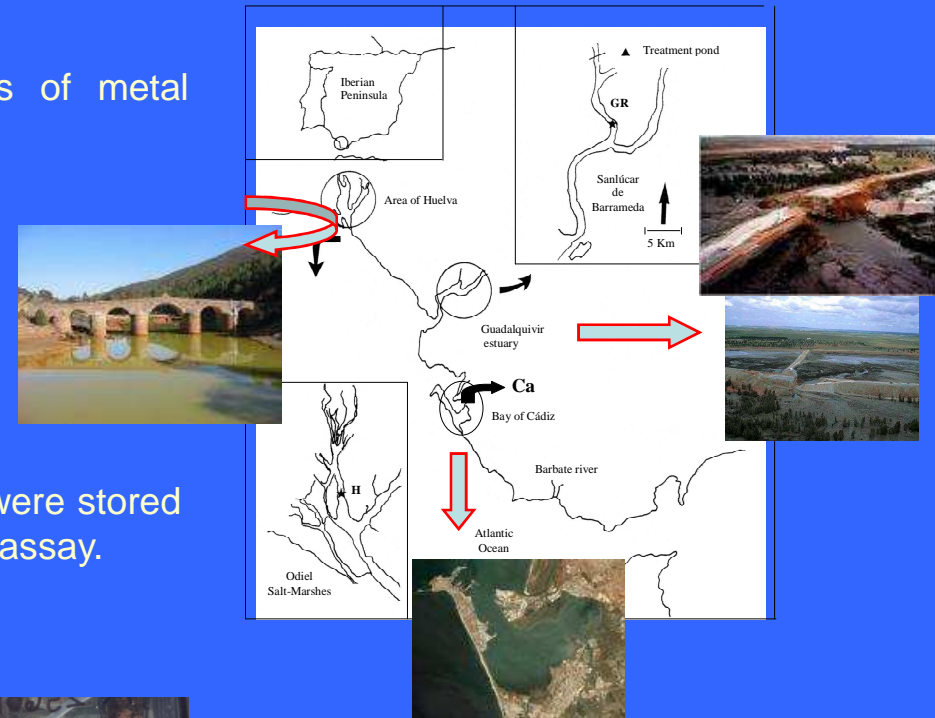 s of metal
Iberian
Peninsula
Treatment pond
GR
Sanlúcar
de
Barrameda
5 Km
Area of Huelva
Guadalquivir
estuary
Ca
Bay of Cádiz
Barbate river
H
were stored
assay.
Atlantic
Ocean
Odiel
Salt-Marshes